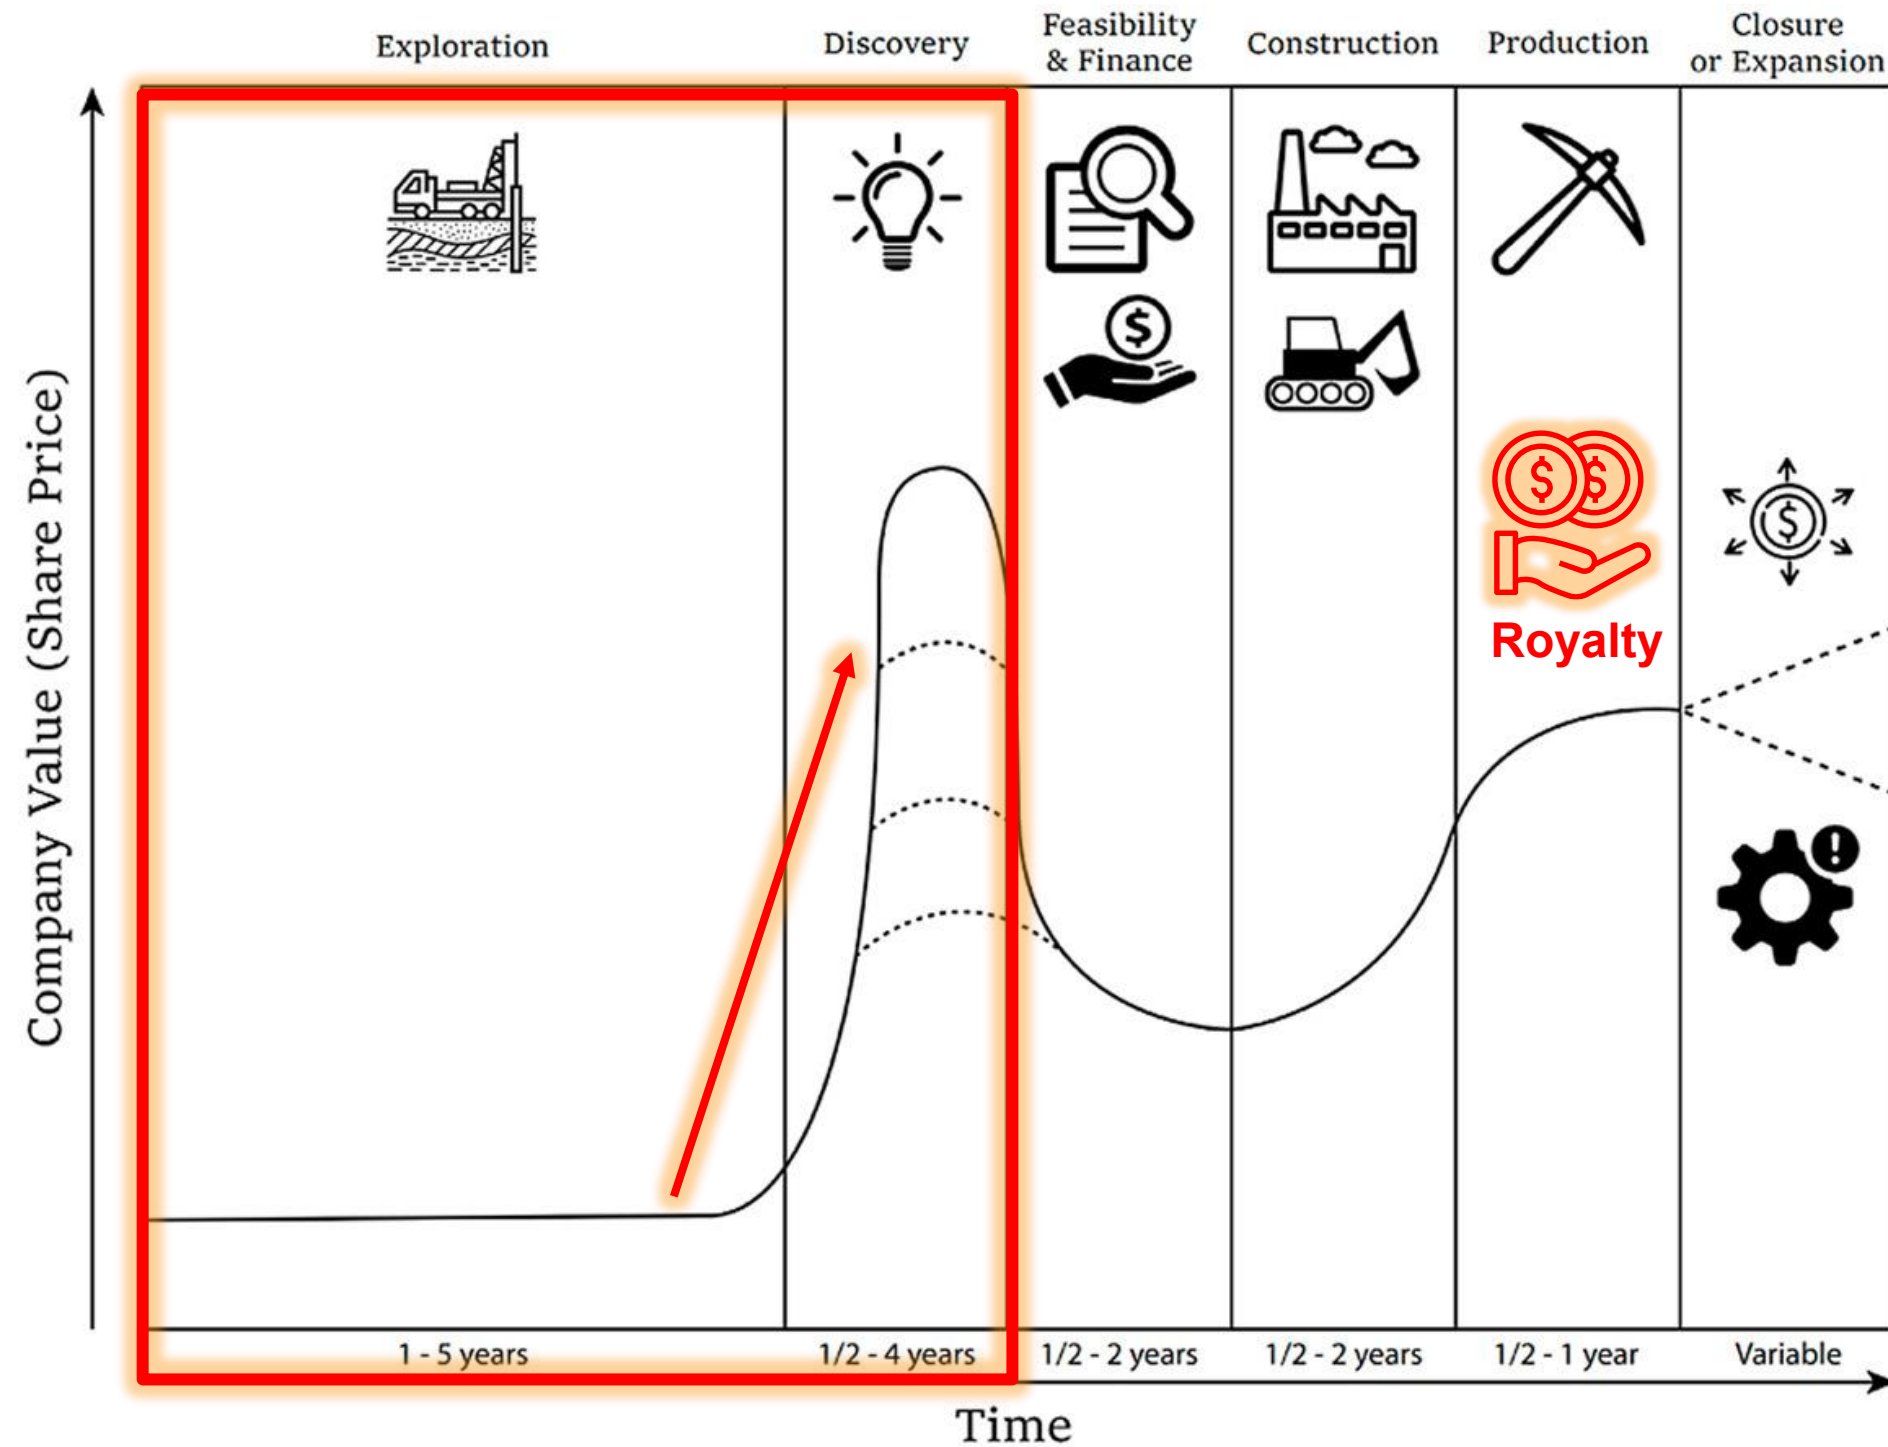 Exploration
Discovery
Feasibility
& Finance
Construction
Production
Closure
or Expansion
Company Value (Share Price)
$
$ $
$
Royalty
!
1 - 5 years
1/2 - 4 years
1/2 - 2 years
1/2 - 2 years
1/2 - 1 year
Variable
Time